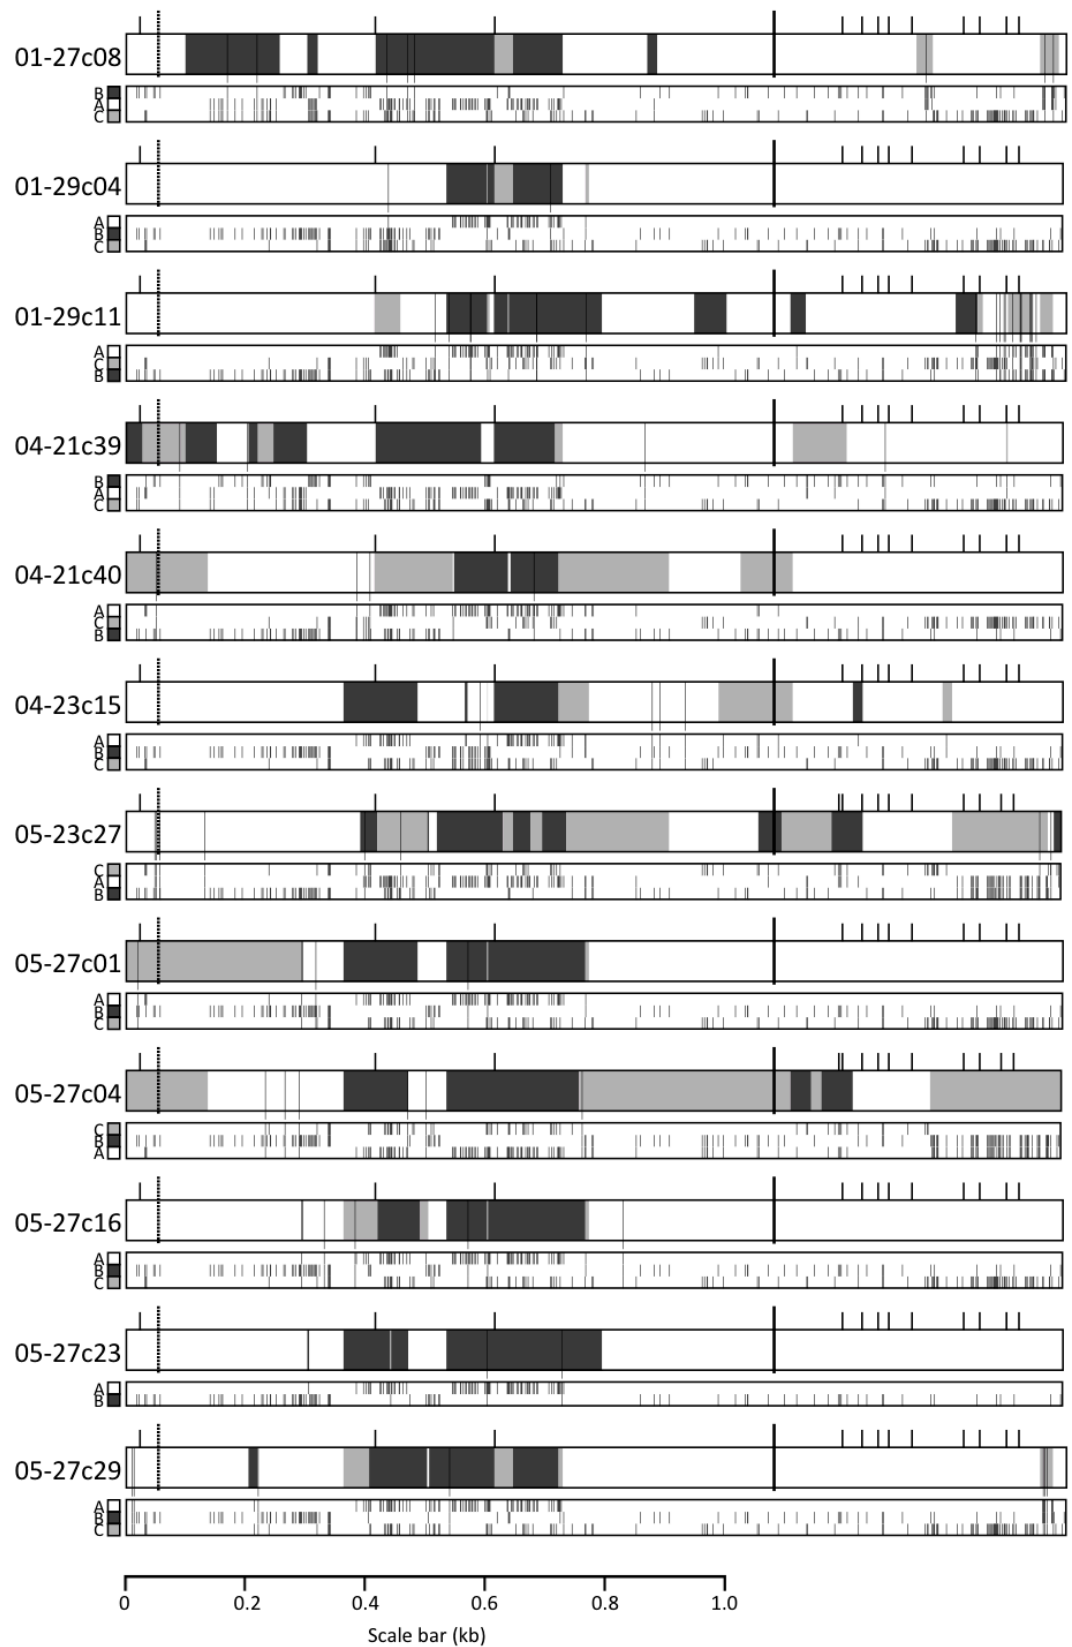 01-27c08
B
A
C
01-29c04
A
B
C
01-29c11
A
C
B
04-21c39
B
A
C
04-21c40
A
C
B
04-23c15
A
B
C
05-23c27
C
A
B
05-27c01
A
B
C
05-27c04
C
B
A
05-27c16
A
B
C
05-27c23
A
B
05-27c29
A
B
C
0 0.2 0.4 0.6 0.8 1.0
Scale bar (kb)